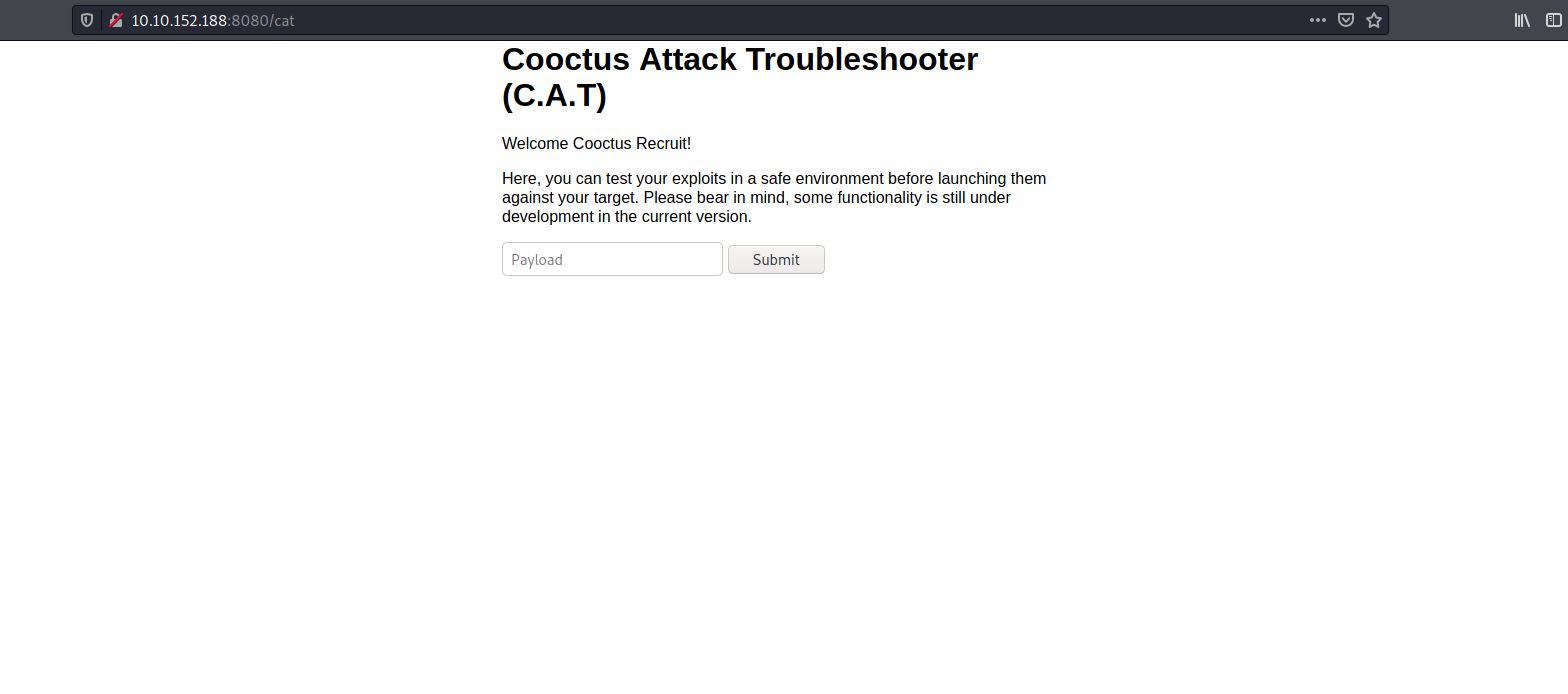 10.10.152.188:8080/cat
Cooctus Attack Troubleshooter
(C.A.T)
Welcome Cooctus Recruit!
Here, you can test your exploits in a safe environment before launching them
against your target. Please bear in mind, some functionality is still under
development in the current version.
Payload
Submit